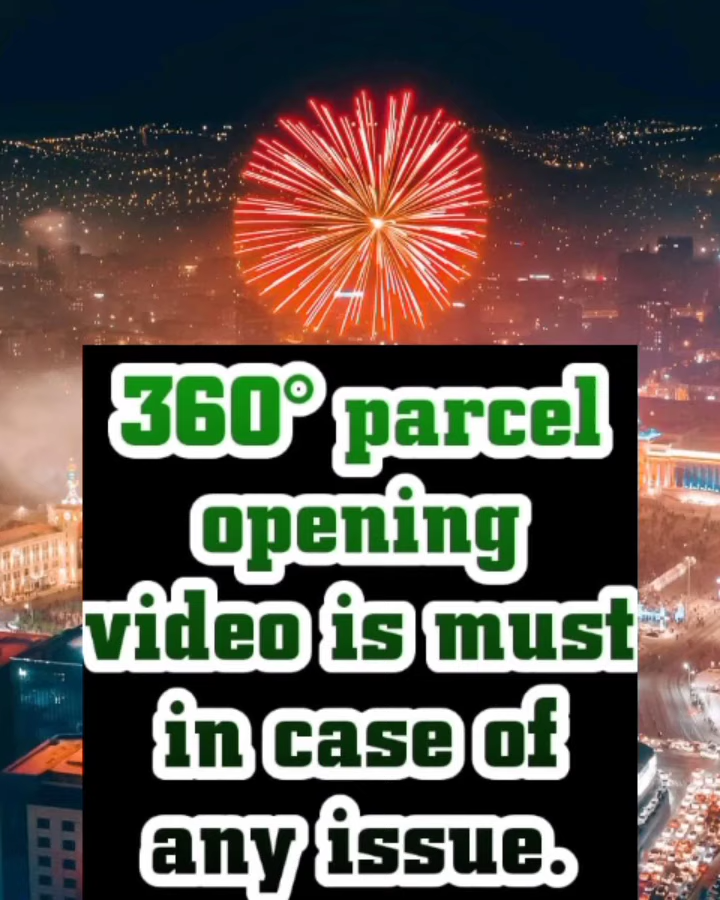 360° parcel
opening
video is must
in case of
any issue.